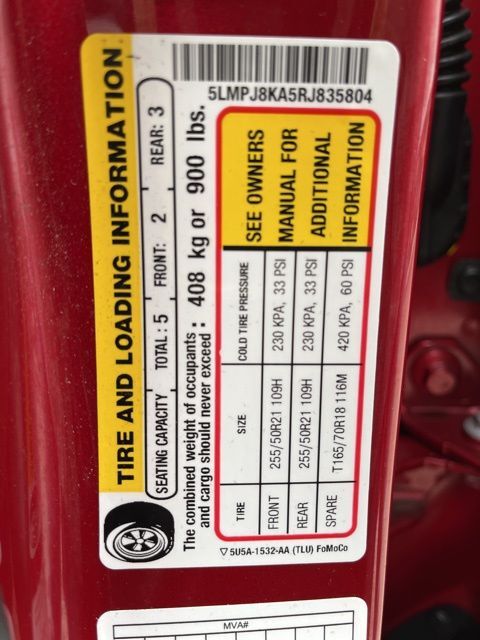 5LMPJ8KA5RJ835804
TIRE AND LOADING INFORMATION
SEATING CAPACITY TOTAL: 5 FRONT: 2 REAR: 3
The combined weight of occupants
and cargo should never exceed: 408 kg or 900 lbs.
TIRE SIZE COLD TIRE PRESSURE
FRONT 255/50R21 109H 230 KPA, 33 PSI
REAR 255/50R21 109H 230 KPA, 33 PSI
SPARE T165/70R18 116M 420 KPA, 60 PSI
SEE OWNERS
MANUAL FOR
ADDITIONAL
INFORMATION
▽ 5U5A-1532-AA (TLU) FoMoCo
MVA#